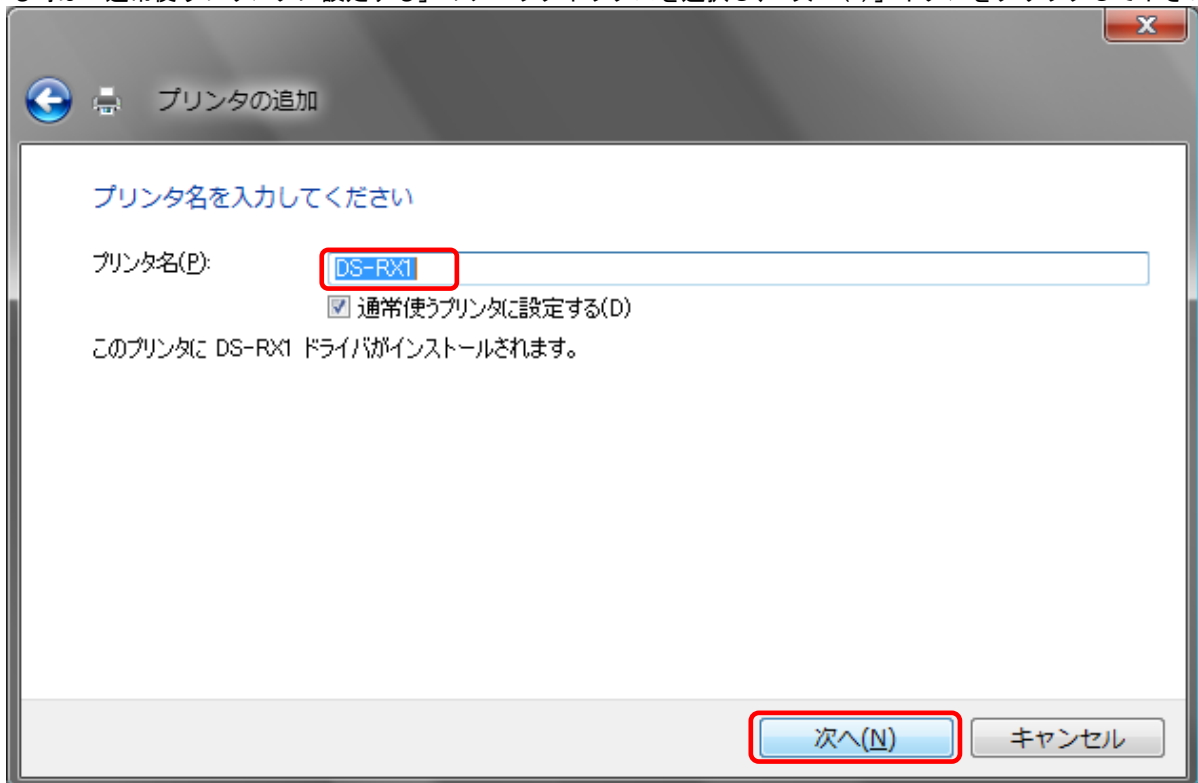 プリンタの追加
プリンタ名を入力してください
プリンタ名(P):
DS-RX1
通常使うプリンタに設定する(D)
このプリンタに DS-RX1 ドライバがインストールされます。
次へ(N)
キャンセル